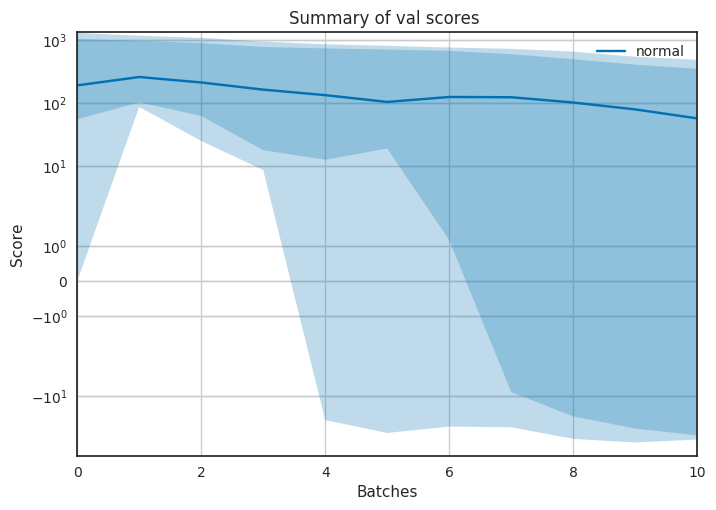 Summary of val scores
normal
Score
10³
10²
10¹
10⁰
0
−10⁰
−10¹
0 2 4 6 8 10
Batches